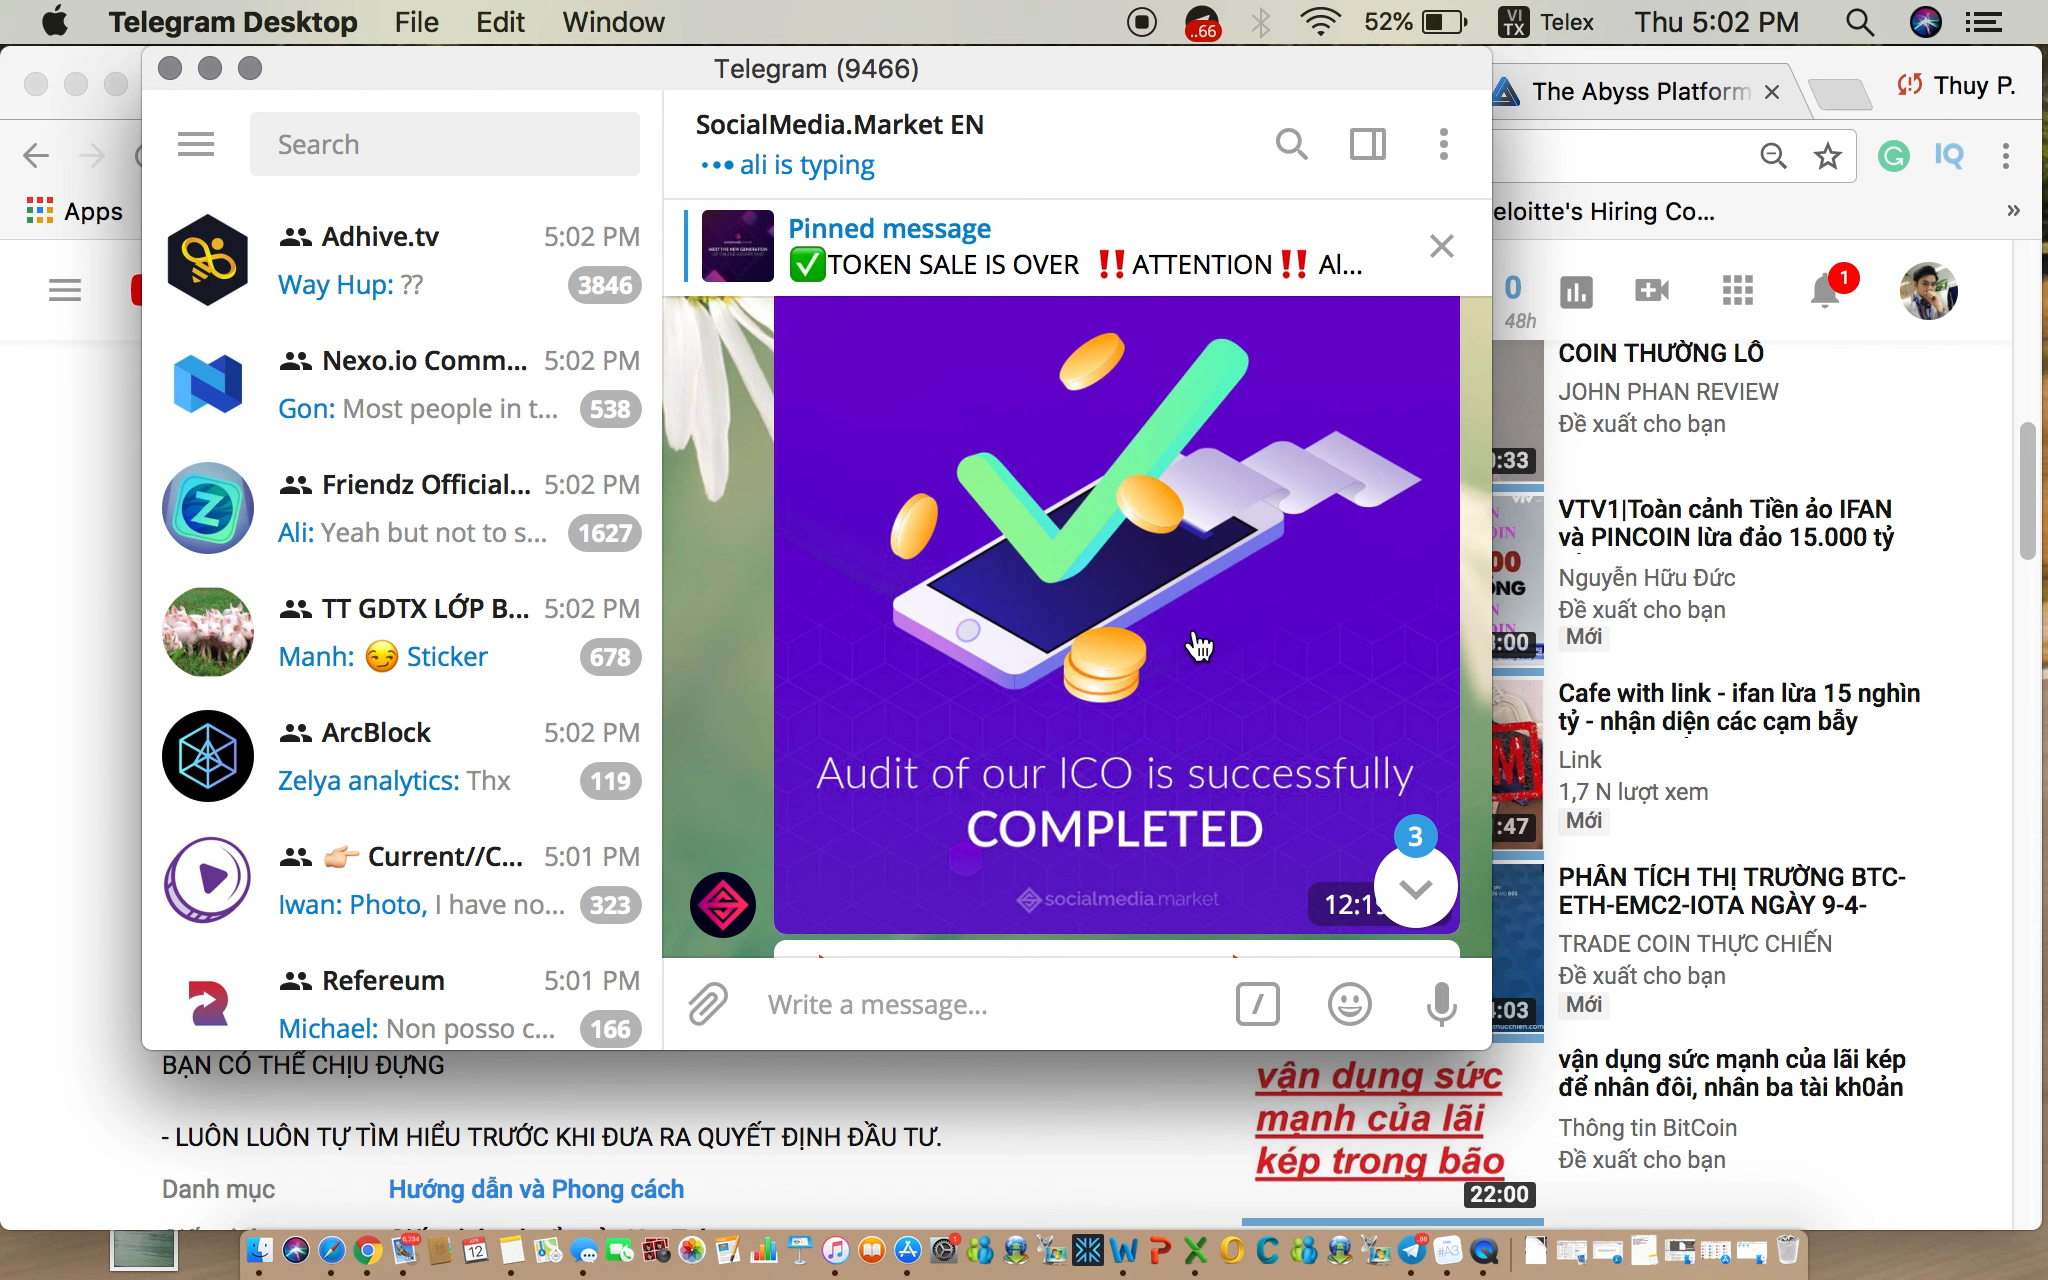 Telegram Desktop File Edit Window
..66 52% VI TX Telex Thu 5:02 PM
Telegram (9466)
The Abyss Platform
Thuy P.
Search
SocialMedia.Market EN
ali is typing
Apps
eloitte's Hiring Co...
»
Pinned message
✅TOKEN SALE IS OVER ‼️ATTENTION‼️ Al...
Adhive.tv 5:02 PM
Way Hup: ?? 3846
Nexo.io Comm... 5:02 PM
Gon: Most people in t... 538
Friendz Official... 5:02 PM
Ali: Yeah but not to s... 1627
TT GDTX LỚP B... 5:02 PM
Manh: 😏 Sticker 678
ArcBlock 5:02 PM
Zelya analytics: Thx 119
👉🏻 Current//C... 5:01 PM
Iwan: Photo, I have no... 323
Refereum 5:01 PM
Michael: Non posso c... 166
Audit of our ICO is successfully
COMPLETED
socialmedia.market
3
Write a message...
IQ
0
48h
1
COIN THƯỜNG LÔ
JOHN PHAN REVIEW
Đề xuất cho bạn
:33
VTV1|Toàn cảnh Tiền ảo IFAN
và PINCOIN lừa đảo 15.000 tỷ
Nguyễn Hữu Đức
Đề xuất cho bạn
Mới
:00
Cafe with link - ifan lừa 15 nghìn
tỷ - nhận diện các cạm bẫy
Link
1,7 N lượt xem
Mới
:47
PHÂN TÍCH THỊ TRƯỜNG BTC-
ETH-EMC2-IOTA NGÀY 9-4-
TRADE COIN THỰC CHIẾN
Đề xuất cho bạn
Mới
:03
vận dụng sức mạnh của lãi kép
để nhân đôi, nhân ba tài kh0ản
Thông tin BitCoin
Đề xuất cho bạn
vận dụng sức
mạnh của lãi
kép trong bão
22:00
BẠN CÓ THỂ CHỊU ĐỰNG
- LUÔN LUÔN TỰ TÌM HIỂU TRƯỚC KHI ĐƯA RA QUYẾT ĐỊNH ĐẦU TƯ.
Danh mục Hướng dẫn và Phong cách